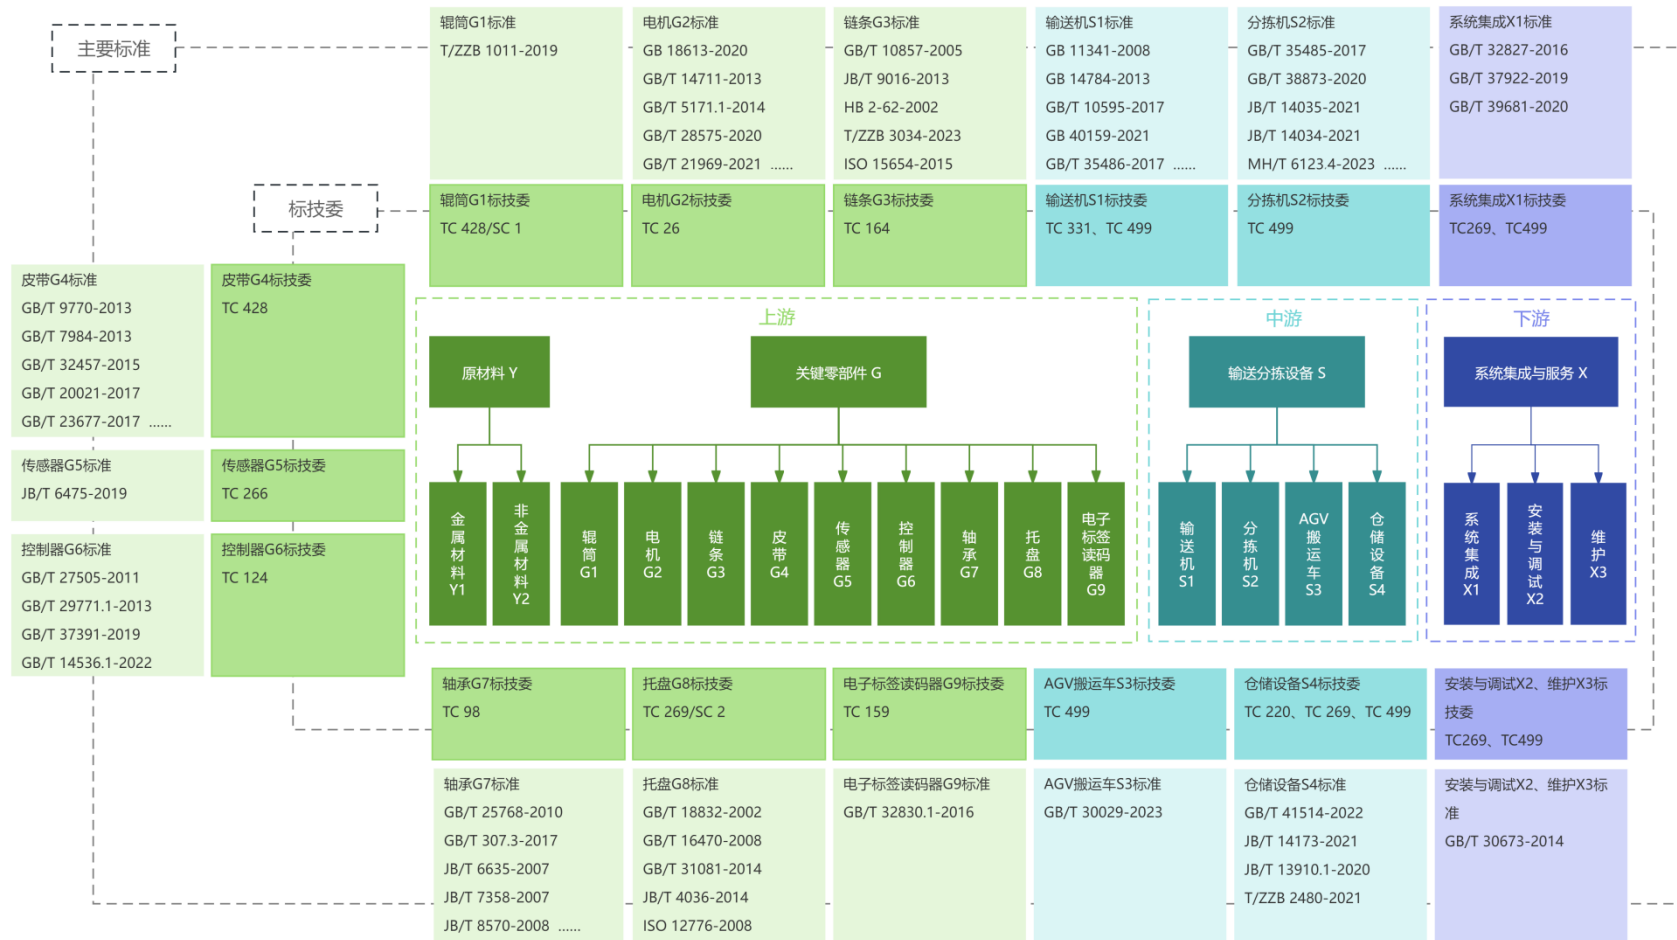 主要标准
辊筒G1标准
T/ZZB 1011-2019
电机G2标准
GB 18613-2020
GB/T 14711-2013
GB/T 5171.1-2014
GB/T 28575-2020
GB/T 21969-2021 ……
链条G3标准
GB/T 10857-2005
JB/T 9016-2013
HB 2-62-2002
T/ZZB 3034-2023
ISO 15654-2015
输送机S1标准
GB 11341-2008
GB 14784-2013
GB/T 10595-2017
GB 40159-2021
GB/T 35486-2017 ……
分拣机S2标准
GB/T 35485-2017
GB/T 38873-2020
JB/T 14035-2021
JB/T 14034-2021
MH/T 6123.4-2023 ……
系统集成X1标准
GB/T 32827-2016
GB/T 37922-2019
GB/T 39681-2020
标技委
辊筒G1标技委
TC 428/SC 1
电机G2标技委
TC 26
链条G3标技委
TC 164
输送机S1标技委
TC 331、TC 499
分拣机S2标技委
TC 499
系统集成X1标技委
TC269、TC499
皮带G4标准
GB/T 9770-2013
GB/T 7984-2013
GB/T 32457-2015
GB/T 20021-2017
GB/T 23677-2017 ……
皮带G4标技委
TC 428
传感器G5标准
JB/T 6475-2019
传感器G5标技委
TC 266
控制器G6标准
GB/T 27505-2011
GB/T 29771.1-2013
GB/T 37391-2019
GB/T 14536.1-2022
控制器G6标技委
TC 124
上游
原材料 Y
关键零部件 G
金属材料Y1
非金属材料Y2
辊筒G1
电机G2
链条G3
皮带G4
传感器G5
控制器G6
轴承G7
托盘G8
电子标签读码器G9
中游
输送分拣设备 S
输送机S1
分拣机S2
AGV搬运车S3
仓储设备S4
下游
系统集成与服务 X
系统集成X1
安装与调试X2
维护X3
轴承G7标技委
TC 98
托盘G8标技委
TC 269/SC 2
电子标签读码器G9标技委
TC 159
AGV搬运车S3标技委
TC 499
仓储设备S4标技委
TC 220、TC 269、TC 499
安装与调试X2、维护X3标
技委
TC269、TC499
轴承G7标准
GB/T 25768-2010
GB/T 307.3-2017
JB/T 6635-2007
JB/T 7358-2007
JB/T 8570-2008 ……
托盘G8标准
GB/T 18832-2002
GB/T 16470-2008
GB/T 31081-2014
JB/T 4036-2014
ISO 12776-2008
电子标签读码器G9标准
GB/T 32830.1-2016
AGV搬运车S3标准
GB/T 30029-2023
仓储设备S4标准
GB/T 41514-2022
JB/T 14173-2021
JB/T 13910.1-2020
T/ZZB 2480-2021
安装与调试X2、维护X3标
准
GB/T 30673-2014